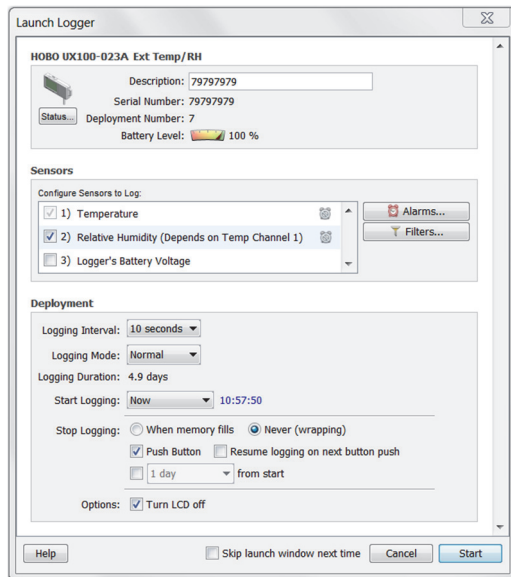 Launch Logger
HOBO UX100-023A Ext Temp/RH
Description: 79797979
Serial Number: 79797979
Status... Deployment Number: 7
Battery Level: 100 %
Sensors
Configure Sensors to Log:
1) Temperature
Alarms...
2) Relative Humidity (Depends on Temp Channel 1)
Filters...
3) Logger's Battery Voltage
Deployment
Logging Interval: 10 seconds
Logging Mode: Normal
Logging Duration: 4.9 days
Start Logging: Now 10:57:50
Stop Logging: When memory fills Never (wrapping)
Push Button Resume logging on next button push
1 day from start
Options: Turn LCD off
Help Skip launch window next time Cancel Start